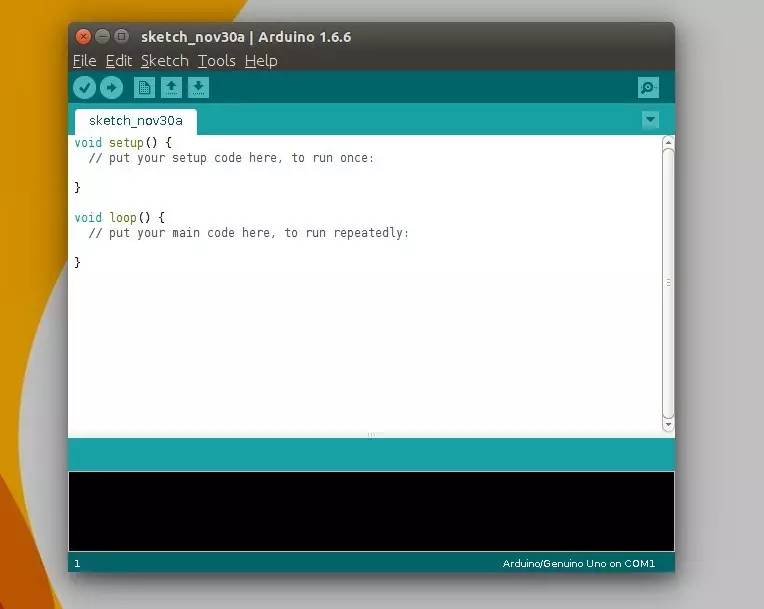 sketch_nov30a | Arduino 1.6.6
File Edit Sketch Tools Help
sketch_nov30a
void setup() {
  // put your setup code here, to run once:
}
void loop() {
  // put your main code here, to run repeatedly:
}
1
Arduino/Genuino Uno on COM1